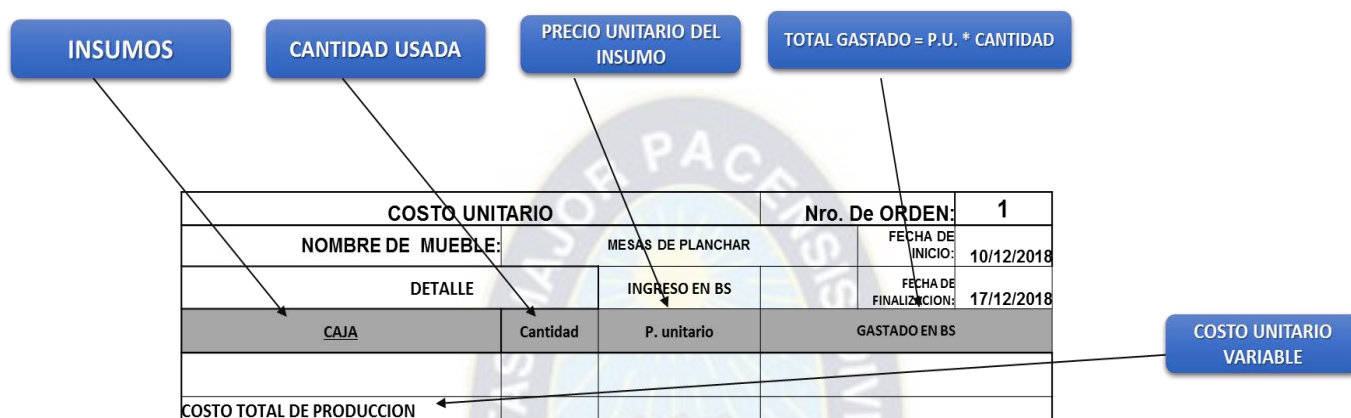 INSUMOS
CANTIDAD USADA
PRECIO UNITARIO DEL
INSUMO
TOTAL GASTADO = P.U. * CANTIDAD
COSTO UNITARIO
Nro. De ORDEN:
1
NOMBRE DE MUEBLE:
MESAS DE PLANCHAR
FECHA DE
INICIO:
10/12/2018
DETALLE
INGRESO EN BS
FECHA DE
FINALIZACION:
17/12/2018
CAJA
Cantidad
P. unitario
GASTADO EN BS
COSTO UNITARIO
VARIABLE
COSTO TOTAL DE PRODUCCION